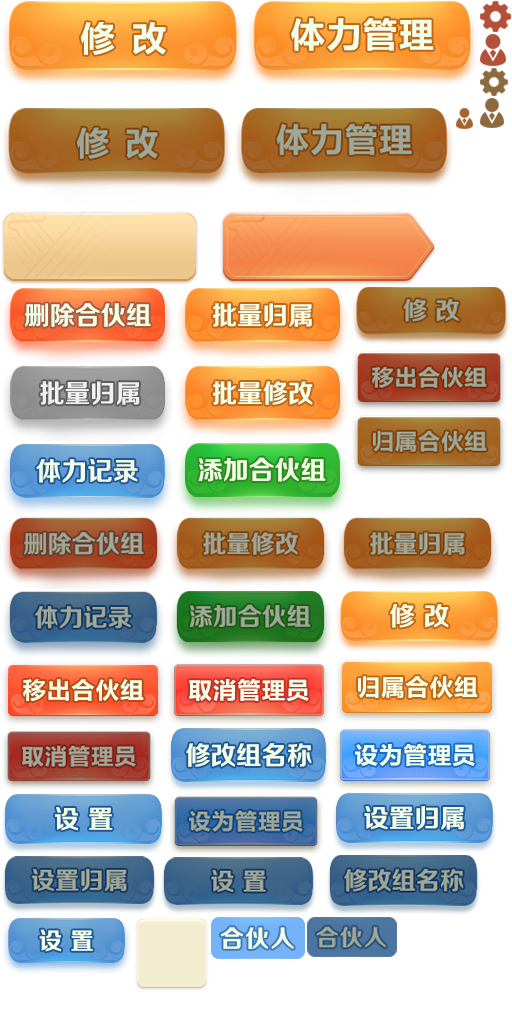 修 改
体力管理
修 改
体力管理
删除合伙组
批量归属
修 改
批量归属
批量修改
移出合伙组
归属合伙组
体力记录
添加合伙组
删除合伙组
批量修改
批量归属
体力记录
添加合伙组
修 改
移出合伙组
取消管理员
归属合伙组
取消管理员
修改组名称
设为管理员
设 置
设为管理员
设置归属
设置归属
设 置
修改组名称
设 置
合伙人
合伙人